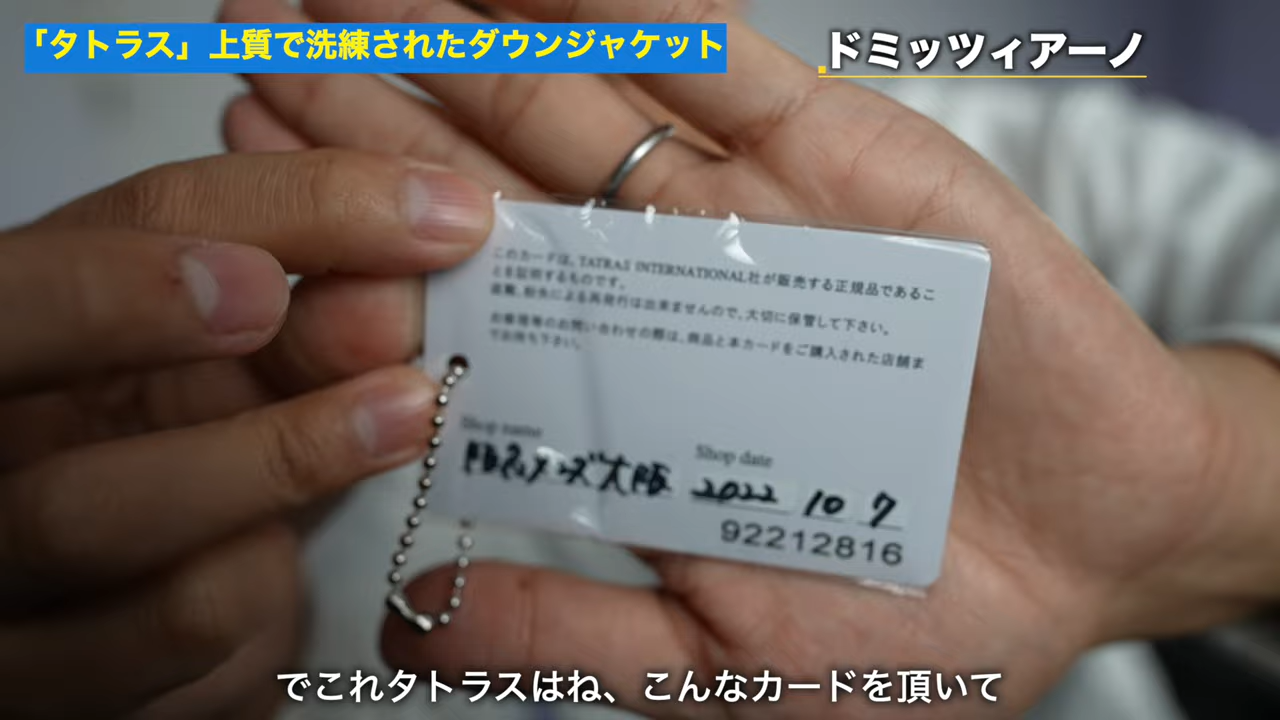 「タトラス」上質で洗練されたダウンジャケット
ドミッツィアーノ
このカードは、TATRAS INTERNATIONAL社が販売する正規品であるこ
とを証明するものです。
盗難、紛失による再発行は出来ませんので、大切に保管して下さい。
お修理等のお問い合わせの際は、商品と本カードをご購入された店舗ま
でお持ち下さい。
Shop name
Shop date
阪急メンズ大阪
2022 10 7
92212816
でこれタトラスはね、こんなカードを頂いて